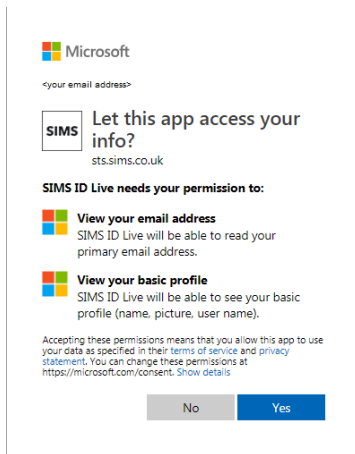 Microsoft
<your email address>
SIMS
Let this app access your
info?
sts.sims.co.uk
SIMS ID Live needs your permission to:
View your email address
SIMS ID Live will be able to read your
primary email address.
View your basic profile
SIMS ID Live will be able to see your basic
profile (name, picture, user name).
Accepting these permissions means that you allow this app to use
your data as specified in their terms of service and privacy
statement. You can change these permissions at
https://microsoft.com/consent. Show details
No
Yes